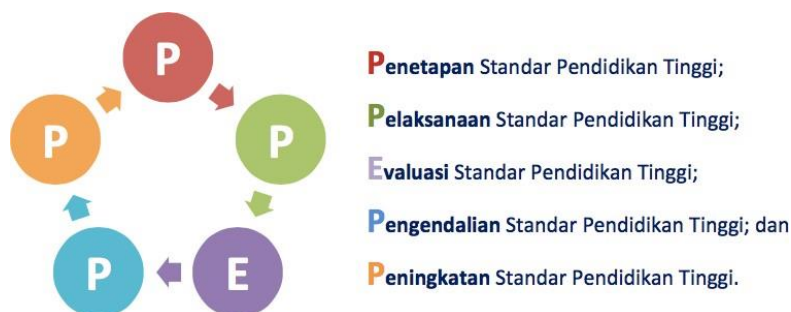 P
P
E
P
P
Penetapan Standar Pendidikan Tinggi;
Pelaksanaan Standar Pendidikan Tinggi;
Evaluasi Standar Pendidikan Tinggi;
Pengendalian Standar Pendidikan Tinggi; dan
Peningkatan Standar Pendidikan Tinggi.